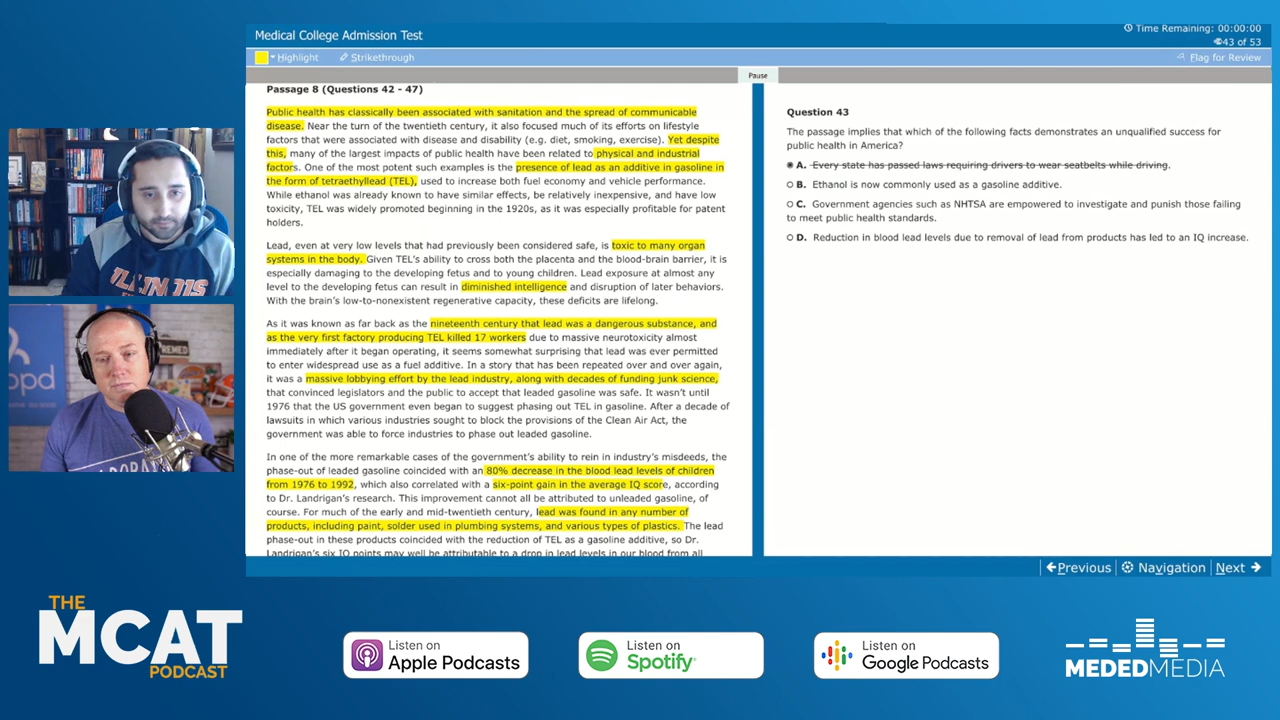 Medical College Admission Test
Time Remaining: 00:00:00
43 of 53
Highlight
Strikethrough
Flag for Review
Pause
Passage 8 (Questions 42 - 47)
Public health has classically been associated with sanitation and the spread of communicable
disease. Near the turn of the twentieth century, it also focused much of its efforts on lifestyle
factors that were associated with disease and disability (e.g. diet, smoking, exercise). Yet despite
this, many of the largest impacts of public health have been related to physical and industrial
factors. One of the most potent such examples is the presence of lead as an additive in gasoline in
the form of tetraethyllead (TEL), used to increase both fuel economy and vehicle performance.
While ethanol was already known to have similar effects, be relatively inexpensive, and have low
toxicity, TEL was widely promoted beginning in the 1920s, as it was especially profitable for patent
holders.
Lead, even at very low levels that had previously been considered safe, is toxic to many organ
systems in the body. Given TEL’s ability to cross both the placenta and the blood-brain barrier, it is
especially damaging to the developing fetus and to young children. Lead exposure at almost any
level to the developing fetus can result in diminished intelligence and disruption of later behaviors.
With the brain’s low-to-nonexistent regenerative capacity, these deficits are lifelong.
As it was known as far back as the nineteenth century that lead was a dangerous substance, and
as the very first factory producing TEL killed 17 workers due to massive neurotoxicity almost
immediately after it began operating, it seems somewhat surprising that lead was ever permitted
to enter widespread use as a fuel additive. In a story that has been repeated over and over again,
it was a massive lobbying effort by the lead industry, along with decades of funding junk science,
that convinced legislators and the public to accept that leaded gasoline was safe. It wasn’t until
1976 that the US government even began to suggest phasing out TEL in gasoline. After a decade of
lawsuits in which various industries sought to block the provisions of the Clean Air Act, the
government was able to force industries to phase out leaded gasoline.
In one of the more remarkable cases of the government’s ability to rein in industry’s misdeeds, the
phase-out of leaded gasoline coincided with an 80% decrease in the blood lead levels of children
from 1976 to 1992, which also correlated with a six-point gain in the average IQ score, according
to Dr. Landrigan’s research. This improvement cannot all be attributed to unleaded gasoline, of
course. For much of the early and mid-twentieth century, lead was found in any number of
products, including paint, solder used in plumbing systems, and various types of plastics. The lead
phase-out in these products coincided with the reduction of TEL as a gasoline additive, so Dr.
Landrigan’s six IQ points may well be attributable to a drop in lead levels in our blood from all
Question 43
The passage implies that which of the following facts demonstrates an unqualified success for
public health in America?
A. Every state has passed laws requiring drivers to wear seatbelts while driving.
B. Ethanol is now commonly used as a gasoline additive.
C. Government agencies such as NHTSA are empowered to investigate and punish those failing
to meet public health standards.
D. Reduction in blood lead levels due to removal of lead from products has led to an IQ increase.
Previous
Navigation
Next
ILLINOIS
THE
MCAT
PODCAST
Listen on
Apple Podcasts
Listen on
Spotify
Listen on
Google Podcasts
MEDEDMEDIA